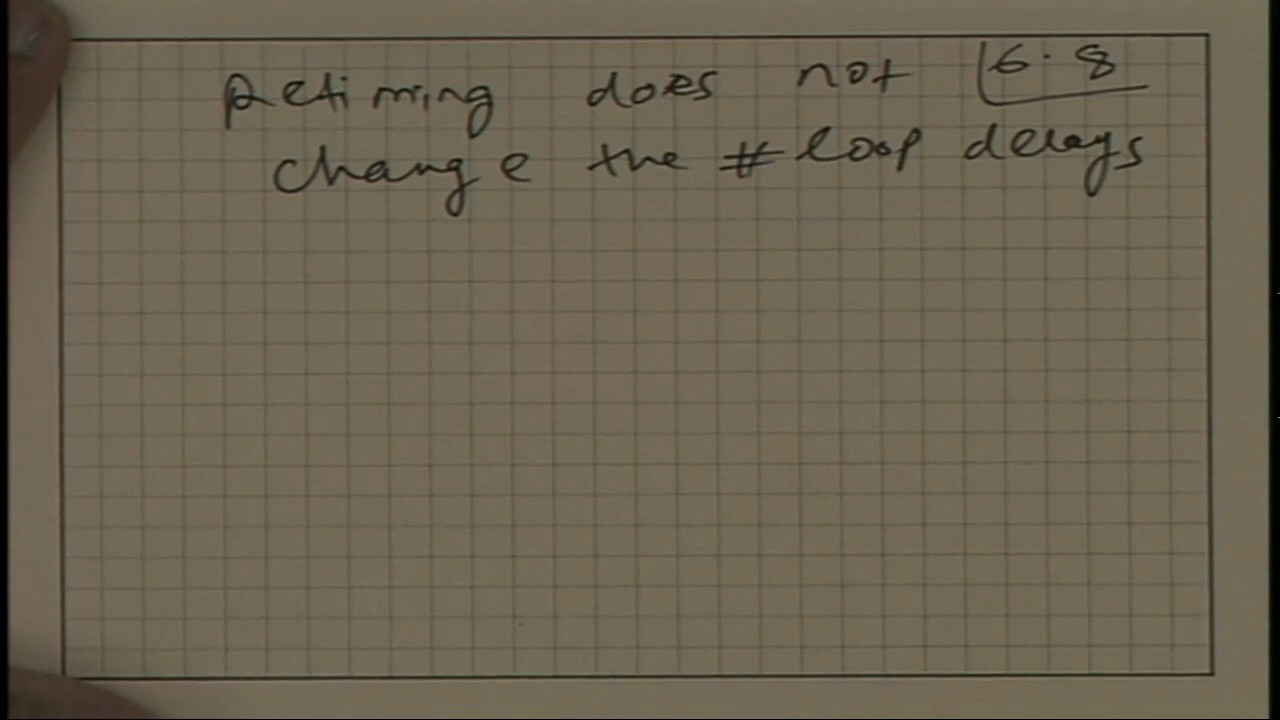 Retiming does not 6.8
change the # loop delays